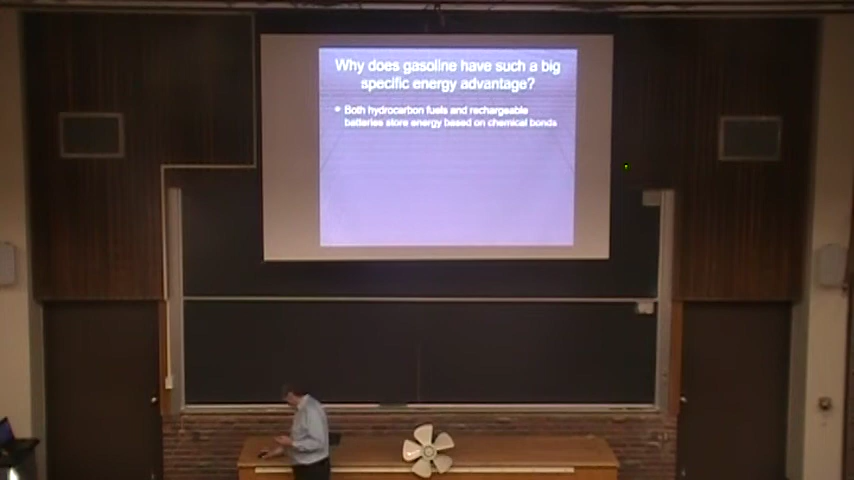 Why does gasoline have such a big
specific energy advantage?
Both hydrocarbon fuels and rechargeable
batteries store energy based on chemical bonds